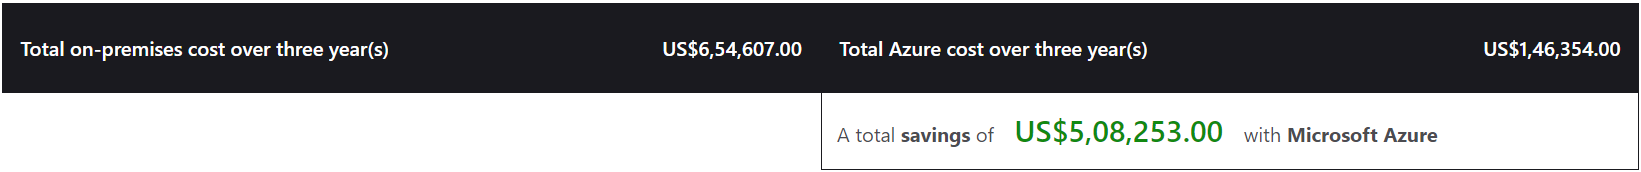 Total on-premises cost over three year(s) US$6,54,607.00 Total Azure cost over three year(s) US$1,46,354.00
A total savings of US$5,08,253.00 with Microsoft Azure